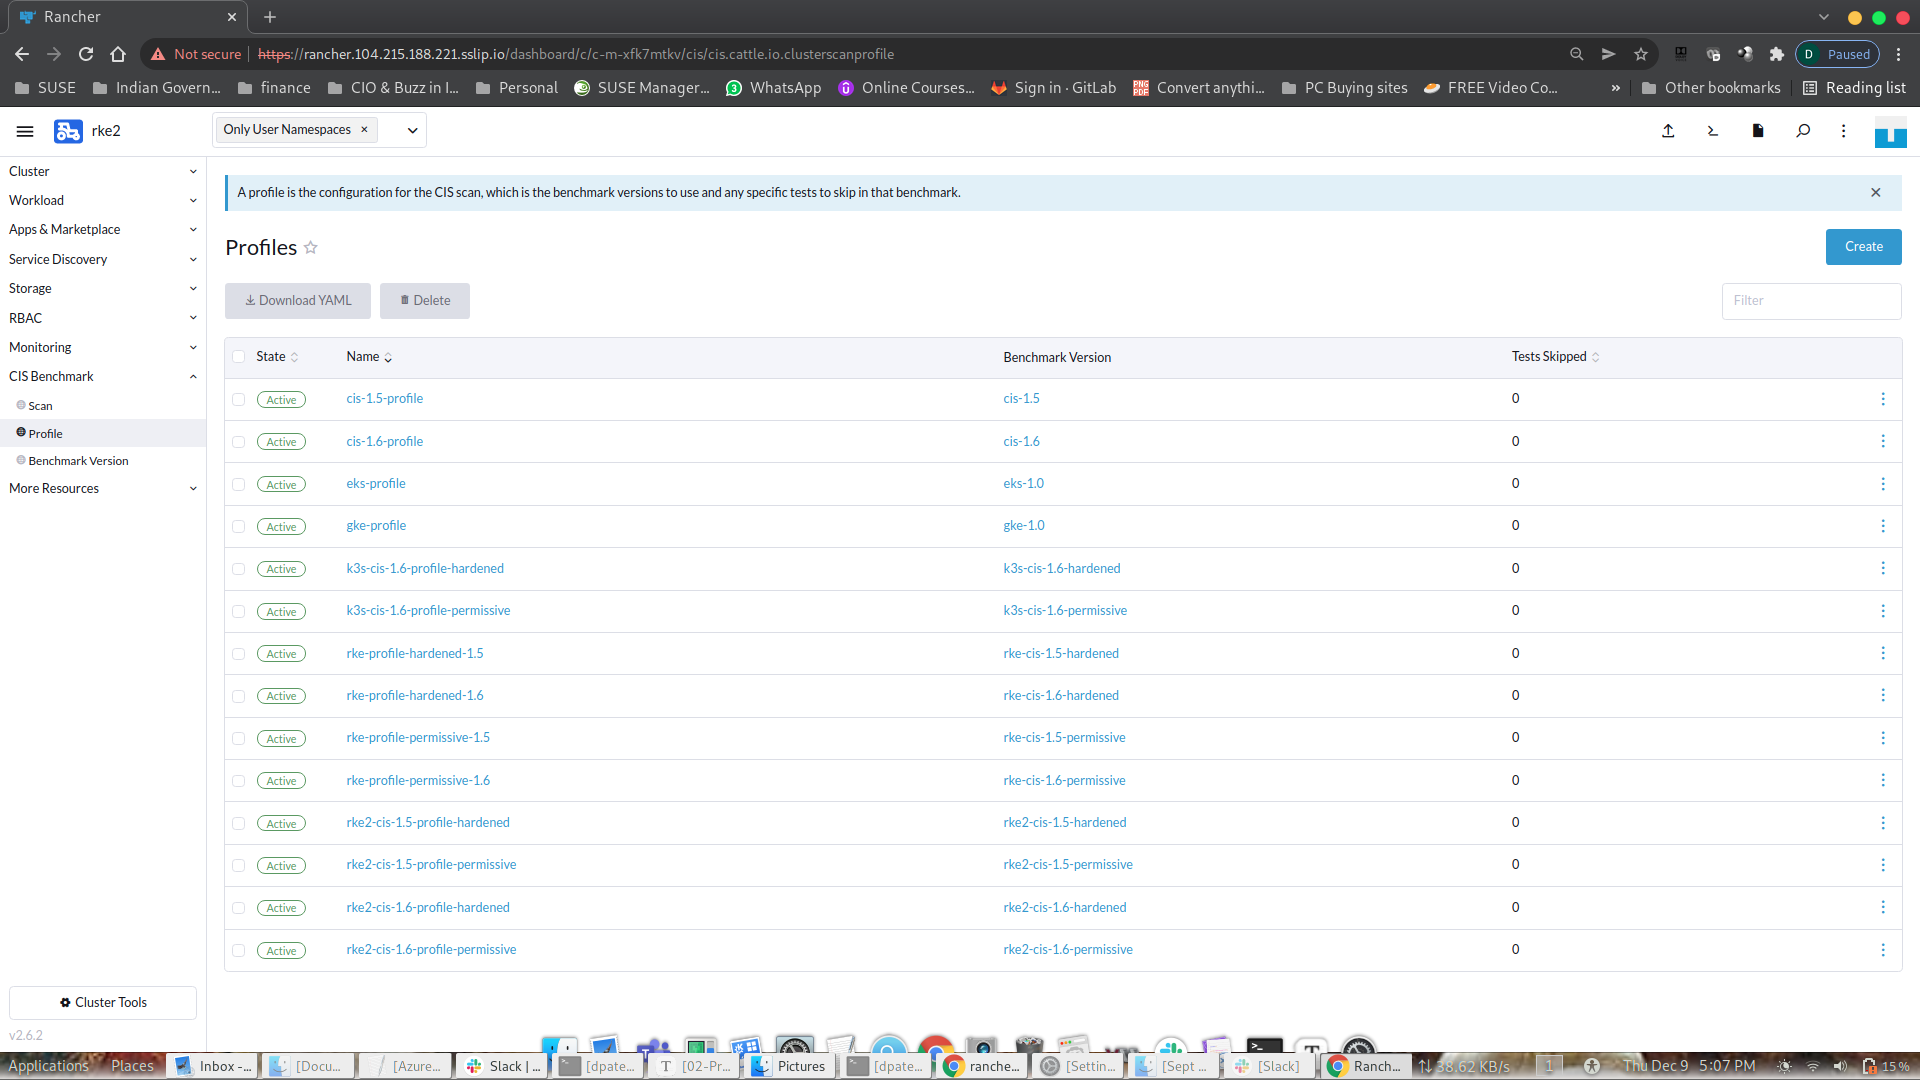 Rancher
Not secure https://rancher.104.215.188.221.sslip.io/dashboard/c/c-m-xfk7mtkv/cis/cis.cattle.io.clusterscanprofile D Paused
SUSE Indian Govern... finance CIO & Buzz in I... Personal SUSE Manager... WhatsApp Online Courses... Sign in · GitLab Convert anythi... PC Buying sites FREE Video Co... » Other bookmarks Reading list
rke2 Only User Namespaces ×
Cluster
Workload
Apps & Marketplace
Service Discovery
Storage
RBAC
Monitoring
CIS Benchmark
Scan
Profile
Benchmark Version
More Resources
A profile is the configuration for the CIS scan, which is the benchmark versions to use and any specific tests to skip in that benchmark.
Profiles Create
Download YAML Delete Filter
State Name Benchmark Version Tests Skipped
Active cis-1.5-profile cis-1.5 0
Active cis-1.6-profile cis-1.6 0
Active eks-profile eks-1.0 0
Active gke-profile gke-1.0 0
Active k3s-cis-1.6-profile-hardened k3s-cis-1.6-hardened 0
Active k3s-cis-1.6-profile-permissive k3s-cis-1.6-permissive 0
Active rke-profile-hardened-1.5 rke-cis-1.5-hardened 0
Active rke-profile-hardened-1.6 rke-cis-1.6-hardened 0
Active rke-profile-permissive-1.5 rke-cis-1.5-permissive 0
Active rke-profile-permissive-1.6 rke-cis-1.6-permissive 0
Active rke2-cis-1.5-profile-hardened rke2-cis-1.5-hardened 0
Active rke2-cis-1.5-profile-permissive rke2-cis-1.5-permissive 0
Active rke2-cis-1.6-profile-hardened rke2-cis-1.6-hardened 0
Active rke2-cis-1.6-profile-permissive rke2-cis-1.6-permissive 0
Cluster Tools
v2.6.2
Applications Places Inbox -... [Docu... [Azure... Slack | ... [dpate... [02-Pr... Pictures [dpate... ranche... [Settin... [Sept ... [Slack] Ranch... 38.62 KB/s 1 Thu Dec 9 5:07 PM 15 %